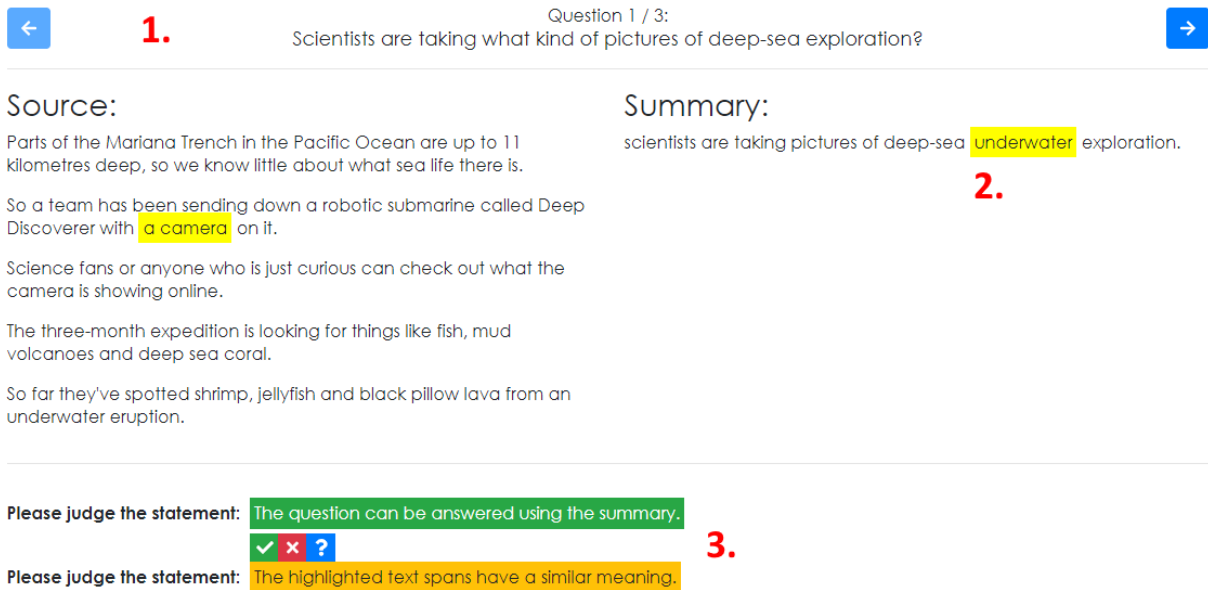 Question 1 / 3:
1.
Scientists are taking what kind of pictures of deep-sea exploration?
Source:
Parts of the Mariana Trench in the Pacific Ocean are up to 11
kilometres deep, so we know little about what sea life there is.
So a team has been sending down a robotic submarine called Deep
Discoverer with a camera on it.
Science fans or anyone who is just curious can check out what the
camera is showing online.
The three-month expedition is looking for things like fish, mud
volcanoes and deep sea coral.
So far they've spotted shrimp, jellyfish and black pillow lava from an
underwater eruption.
Summary:
scientists are taking pictures of deep-sea underwater exploration.
2.
Please judge the statement: The question can be answered using the summary.
?
3.
Please judge the statement: The highlighted text spans have a similar meaning.